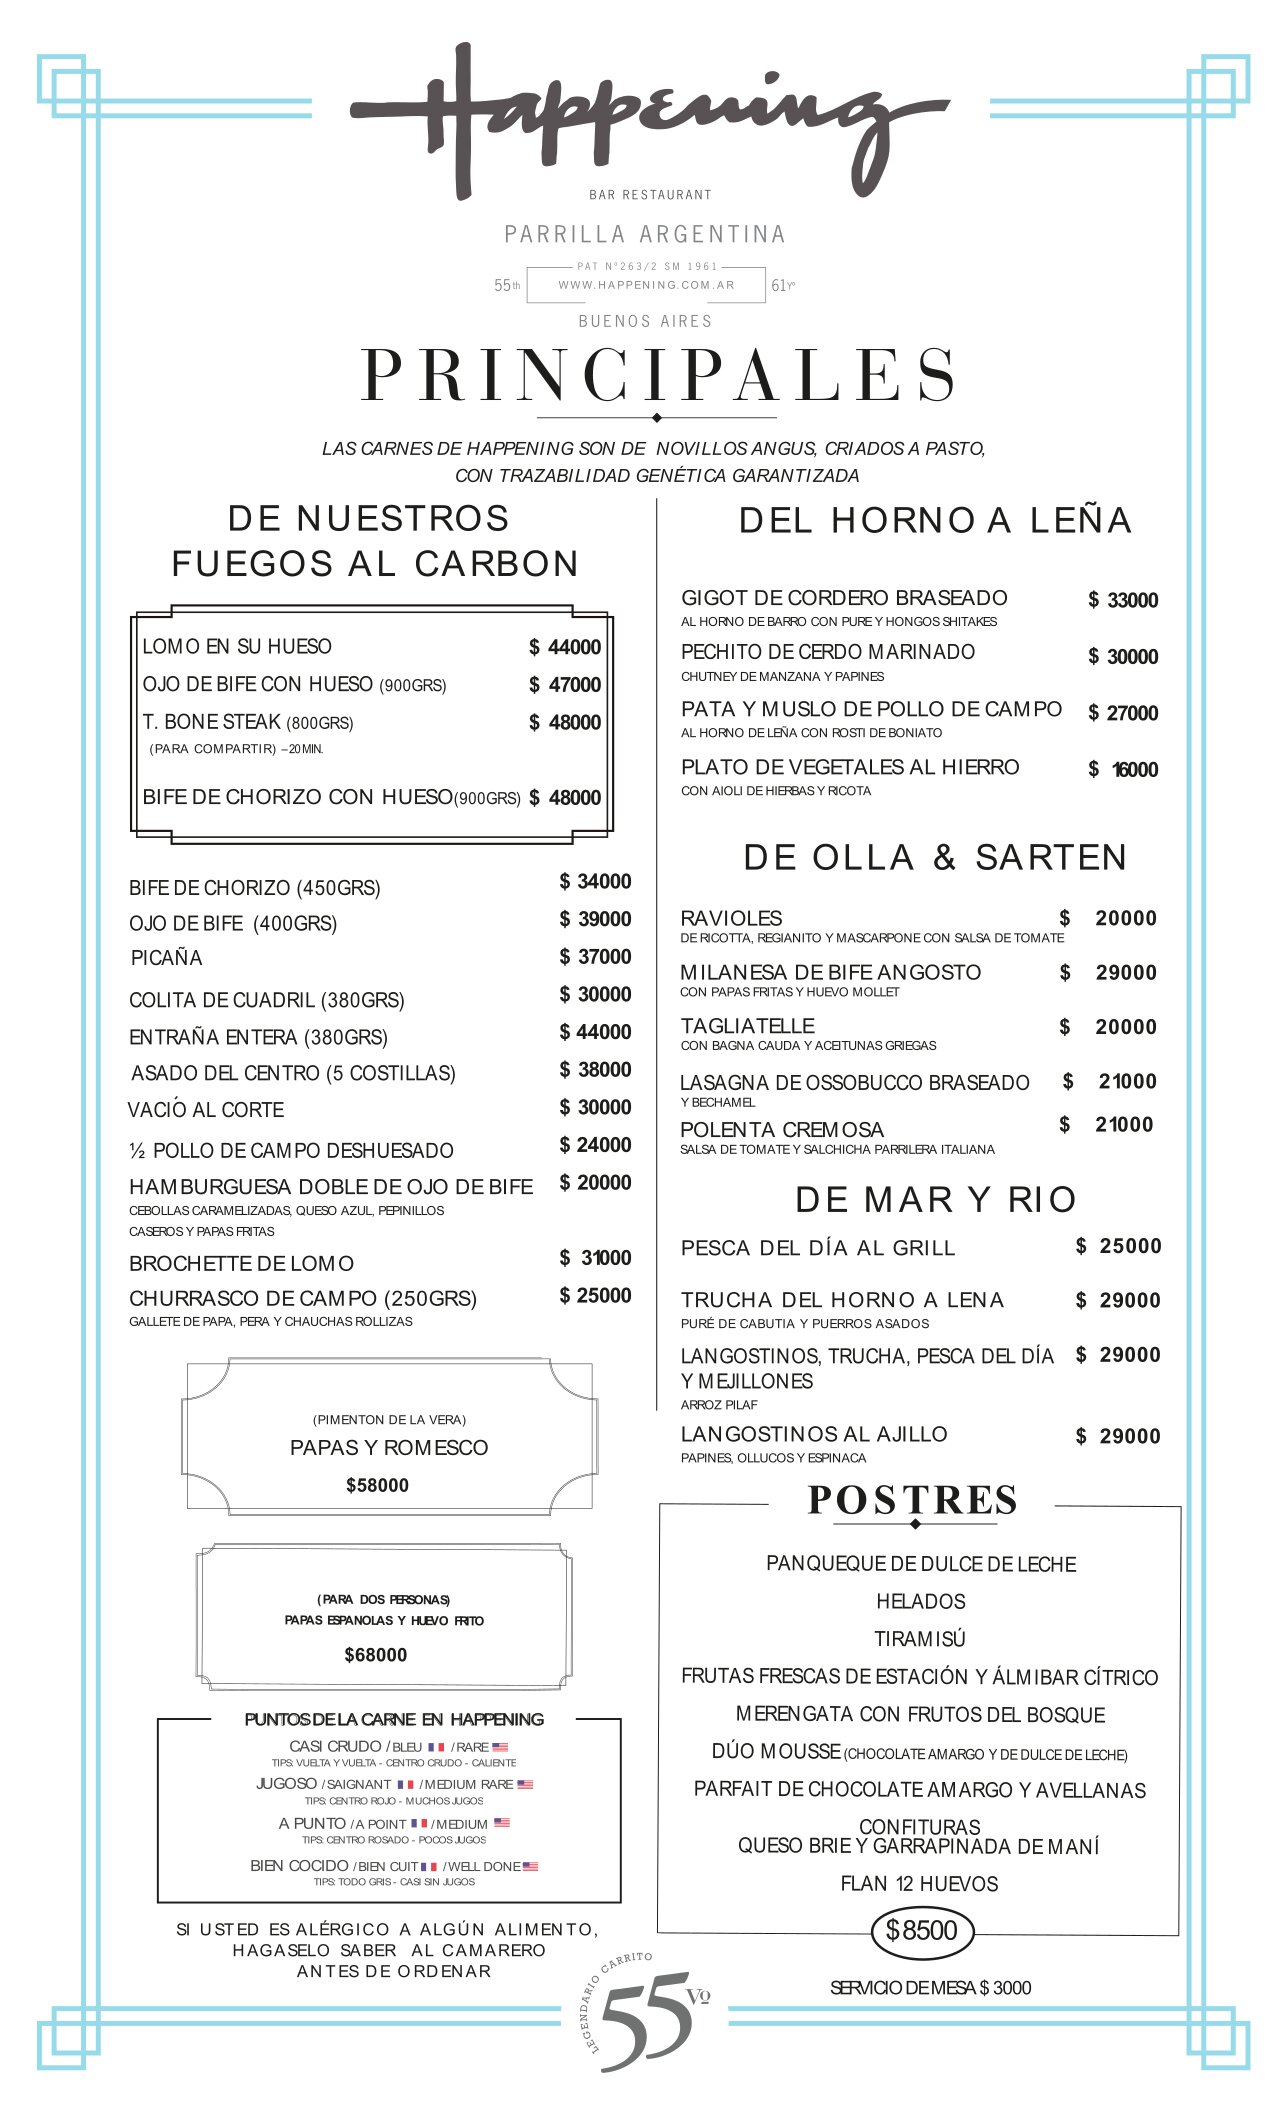 Happening
BAR RESTAURANT
PARRILLA ARGENTINA
PAT Nº263/2 SM 1961
55th WWW.HAPPENING.COM.AR 61Yº
BUENOS AIRES
PRINCIPALES
LAS CARNES DE HAPPENING SON DE NOVILLOS ANGUS, CRIADOS A PASTO,
CON TRAZABILIDAD GENÉTICA GARANTIZADA
DE NUESTROS
FUEGOS AL CARBON
LOMO EN SU HUESO $ 44000
OJO DE BIFE CON HUESO (900GRS) $ 47000
T. BONE STEAK (800GRS) $ 48000
(PARA COMPARTIR) –20MIN.
BIFE DE CHORIZO CON HUESO(900GRS) $ 48000
BIFE DE CHORIZO (450GRS) $ 34000
OJO DE BIFE (400GRS) $ 39000
PICAÑA $ 37000
COLITA DE CUADRIL (380GRS) $ 30000
ENTRAÑA ENTERA (380GRS) $ 44000
ASADO DEL CENTRO (5 COSTILLAS) $ 38000
VACIÓ AL CORTE $ 30000
½ POLLO DE CAMPO DESHUESADO $ 24000
HAMBURGUESA DOBLE DE OJO DE BIFE $ 20000
CEBOLLAS CARAMELIZADAS, QUESO AZUL, PEPINILLOS
CASEROS Y PAPAS FRITAS
BROCHETTE DE LOMO $ 31000
CHURRASCO DE CAMPO (250GRS) $ 25000
GALLETE DE PAPA, PERA Y CHAUCHAS ROLLIZAS
(PIMENTON DE LA VERA)
PAPAS Y ROMESCO
$58000
(PARA DOS PERSONAS)
PAPAS ESPANOLAS Y HUEVO FRITO
$68000
PUNTOS DE LA CARNE EN HAPPENING
CASI CRUDO / BLEU / RARE
TIPS: VUELTA Y VUELTA - CENTRO CRUDO - CALIENTE
JUGOSO / SAIGNANT / MEDIUM RARE
TIPS: CENTRO ROJO - MUCHOS JUGOS
A PUNTO / A POINT / MEDIUM
TIPS: CENTRO ROSADO - POCOS JUGOS
BIEN COCIDO / BIEN CUIT / WELL DONE
TIPS: TODO GRIS - CASI SIN JUGOS
SI USTED ES ALÉRGICO A ALGÚN ALIMENTO,
HAGASELO SABER AL CAMARERO
ANTES DE ORDENAR
DEL HORNO A LEÑA
GIGOT DE CORDERO BRASEADO $ 33000
AL HORNO DE BARRO CON PURE Y HONGOS SHITAKES
PECHITO DE CERDO MARINADO $ 30000
CHUTNEY DE MANZANA Y PAPINES
PATA Y MUSLO DE POLLO DE CAMPO $ 27000
AL HORNO DE LEÑA CON ROSTI DE BONIATO
PLATO DE VEGETALES AL HIERRO $ 16000
CON AIOLI DE HIERBAS Y RICOTA
DE OLLA & SARTEN
RAVIOLES $ 20000
DE RICOTTA, REGIANITO Y MASCARPONE CON SALSA DE TOMATE
MILANESA DE BIFE ANGOSTO $ 29000
CON PAPAS FRITAS Y HUEVO MOLLET
TAGLIATELLE $ 20000
CON BAGNA CAUDA Y ACEITUNAS GRIEGAS
LASAGNA DE OSSOBUCCO BRASEADO $ 21000
Y BECHAMEL
POLENTA CREMOSA $ 21000
SALSA DE TOMATE Y SALCHICHA PARRILERA ITALIANA
DE MAR Y RIO
PESCA DEL DÍA AL GRILL $ 25000
TRUCHA DEL HORNO A LENA $ 29000
PURÉ DE CABUTIA Y PUERROS ASADOS
LANGOSTINOS, TRUCHA, PESCA DEL DÍA $ 29000
Y MEJILLONES
ARROZ PILAF
LANGOSTINOS AL AJILLO $ 29000
PAPINES, OLLUCOS Y ESPINACA
POSTRES
PANQUEQUE DE DULCE DE LECHE
HELADOS
TIRAMISÚ
FRUTAS FRESCAS DE ESTACIÓN Y ÁLMIBAR CÍTRICO
MERENGATA CON FRUTOS DEL BOSQUE
DÚO MOUSSE (CHOCOLATE AMARGO Y DE DULCE DE LECHE)
PARFAIT DE CHOCOLATE AMARGO Y AVELLANAS
CONFITURAS
QUESO BRIE Y GARRAPINADA DE MANÍ
FLAN 12 HUEVOS
$8500
SERVICIO DE MESA $ 3000
LEGENDARIO CARRITO
55 Vº